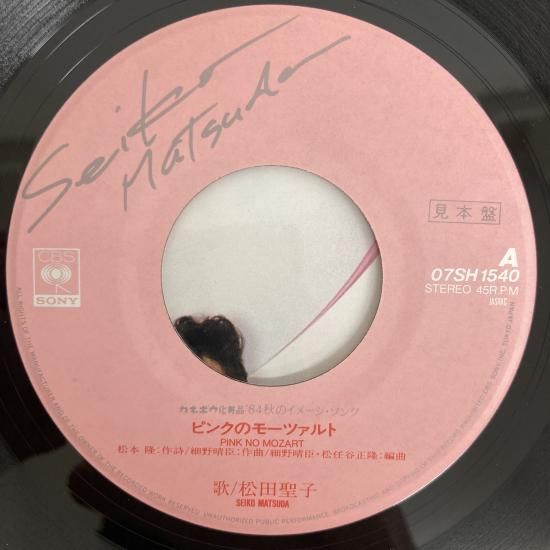 Seiko
Matsuda
見本盤
A
07SH 1540
STEREO 45R.P.M
JASRAC
CBS
SONY
カネボウ化粧品'84秋のイメージ・ソング
ピンクのモーツァルト
PINK NO MOZART
松本 隆:作詩/細野晴臣:作曲/細野晴臣・松任谷正隆:編曲
歌/松田聖子
SEIKO MATSUDA